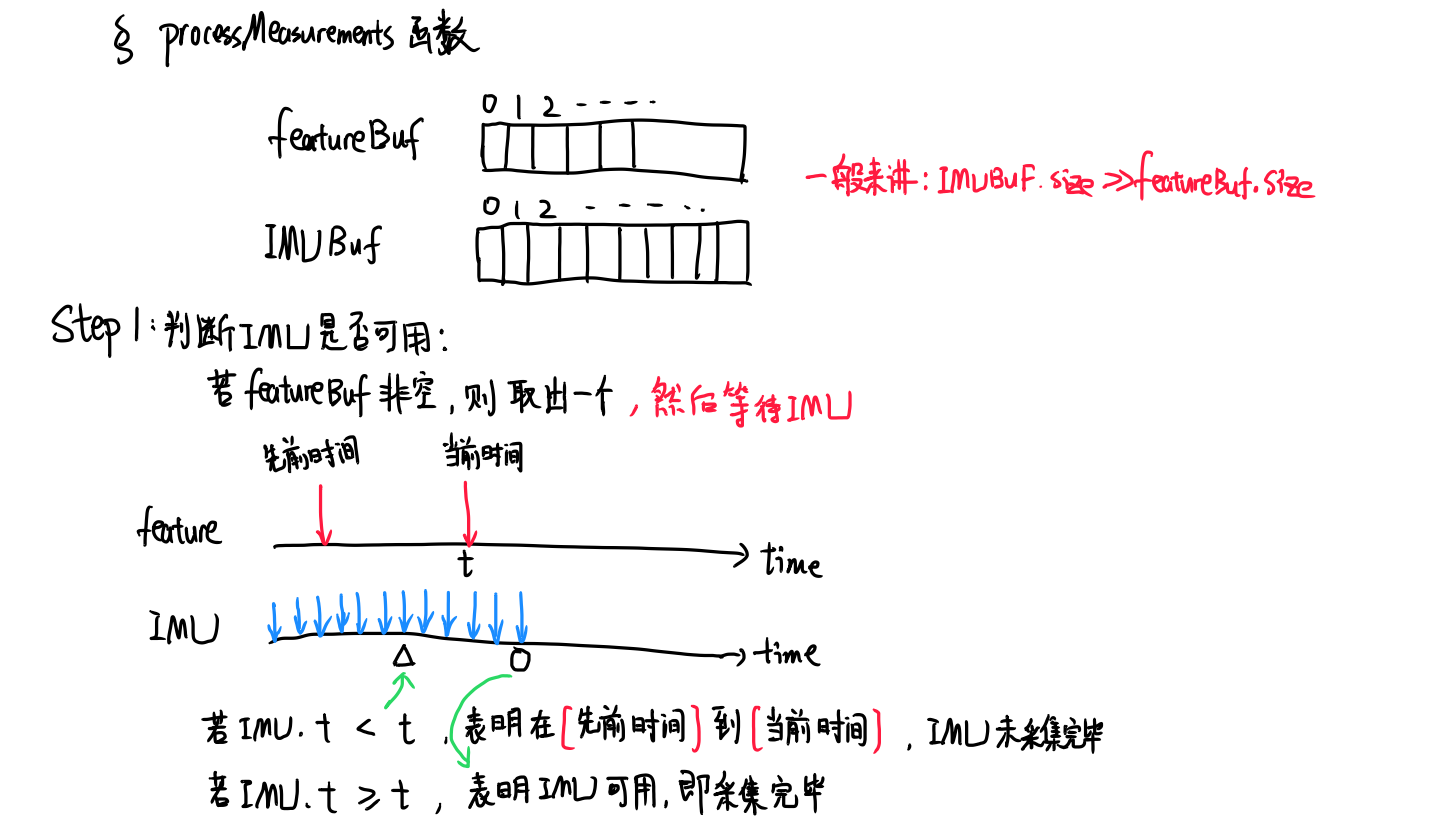 § processMeasurements 函数
0 1 2 - - - - ·
featureBuf
一般来讲：IMUBuf.size >> featureBuf.size
0 1 2 - - - - · ·
IMUBuf
Step 1：判断IMU是否可用：
若 featureBuf 非空，则取出一个，然后等待IMU
先前时间 当前时间
feature
t
time
IMU
time
Δ O
若 IMU.t < t，表明在[先前时间]到[当前时间]，IMU未采集完毕
若 IMU.t ≥ t，表明IMU可用，即采集完毕